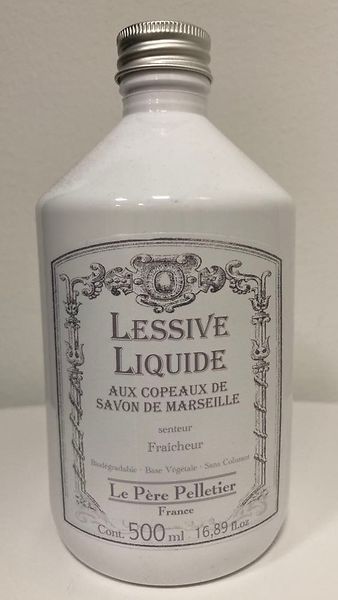 LESSIVE
LIQUIDE
AUX COPEAUX DE
SAVON DE MARSEILLE
senteur
Fraîcheur
Biodégradable · Base Végétale · Sans Colorant
Le Père Pelletier
France
Cont. 500 ml 16,89 fl.oz